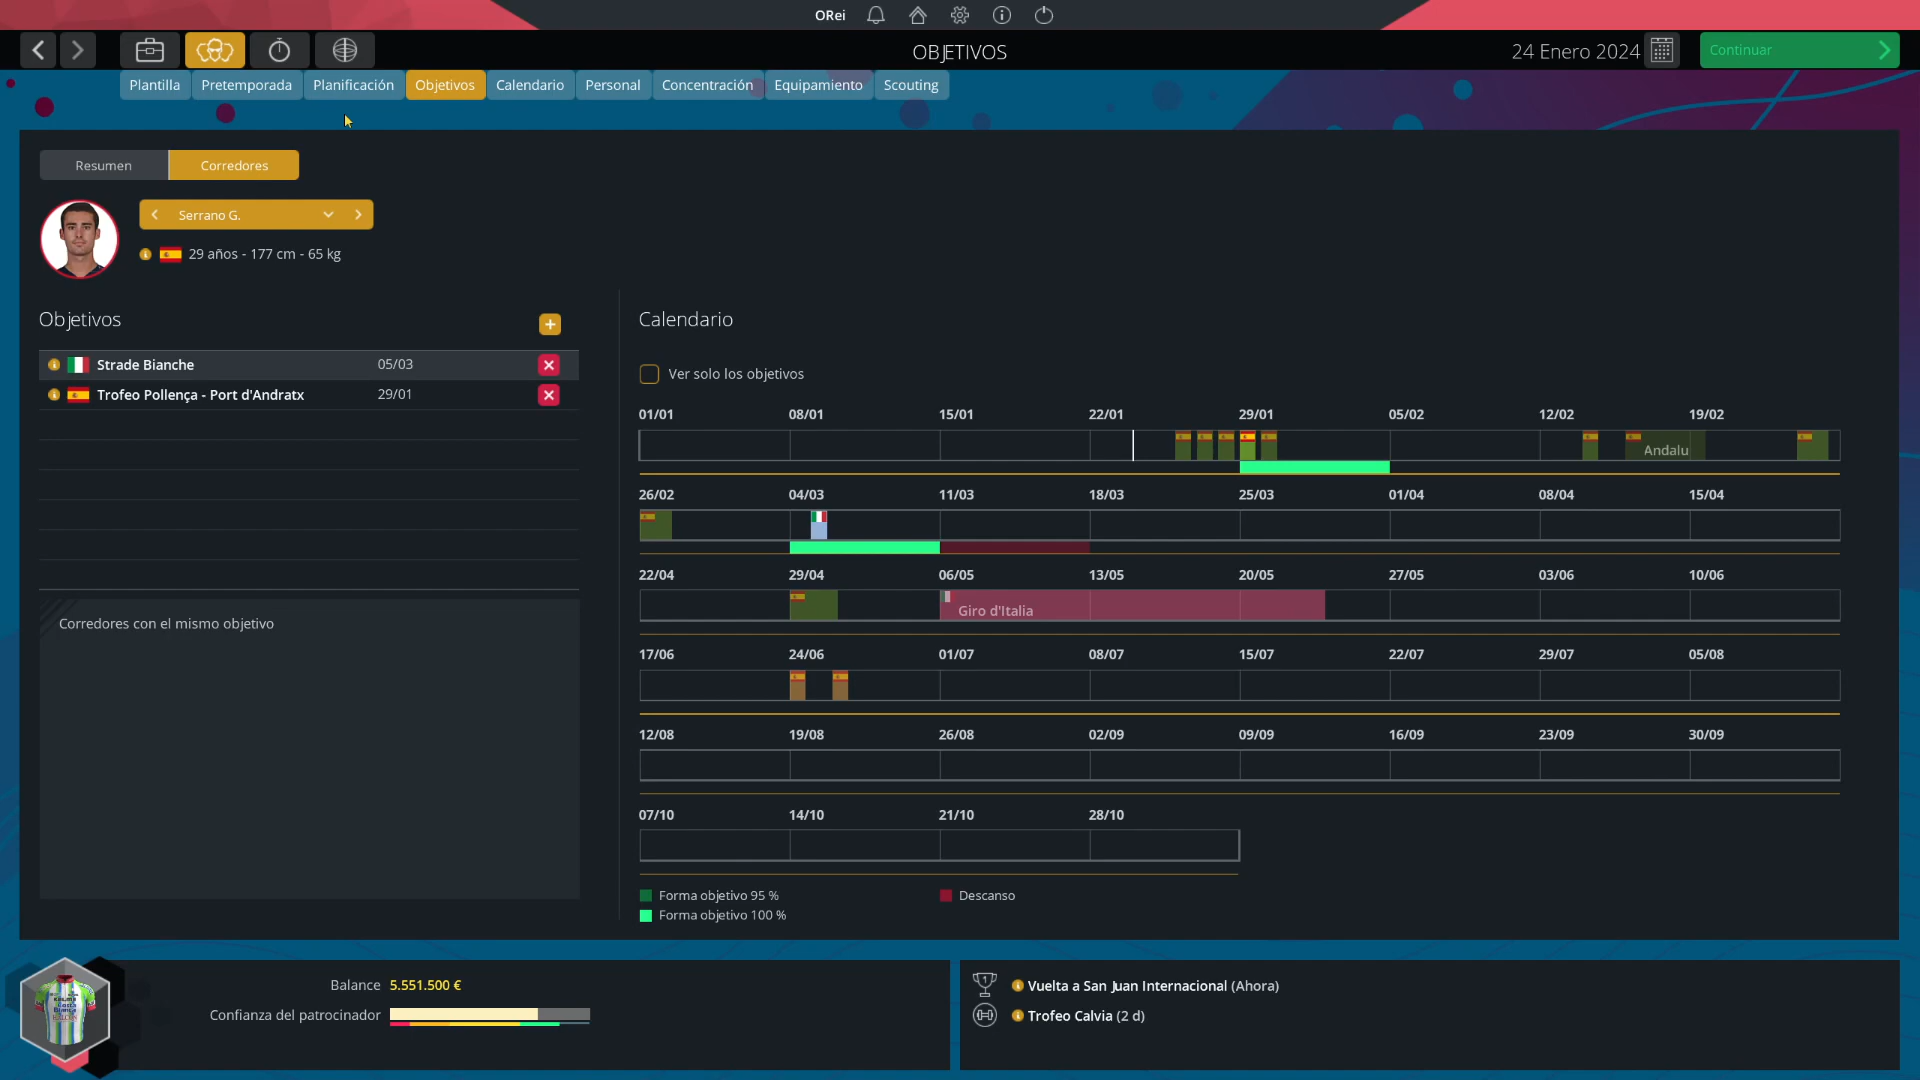 ORei
OBJETIVOS
24 Enero 2024
Continuar
Plantilla
Pretemporada
Planificación
Objetivos
Calendario
Personal
Concentración
Equipamiento
Scouting
Resumen
Corredores
Serrano G.
29 años - 177 cm - 65 kg
Objetivos
Strade Bianche 05/03
Trofeo Pollença - Port d'Andratx 29/01
Corredores con el mismo objetivo
Calendario
Ver solo los objetivos
01/01 08/01 15/01 22/01 29/01 05/02 12/02 19/02
Andalu
26/02 04/03 11/03 18/03 25/03 01/04 08/04 15/04
22/04 29/04 06/05 13/05 20/05 27/05 03/06 10/06
Giro d'Italia
17/06 24/06 01/07 08/07 15/07 22/07 29/07 05/08
12/08 19/08 26/08 02/09 09/09 16/09 23/09 30/09
07/10 14/10 21/10 28/10
Forma objetivo 95 %
Descanso
Forma objetivo 100 %
Balance 5.551.500 €
Confianza del patrocinador
Vuelta a San Juan Internacional (Ahora)
Trofeo Calvia (2 d)